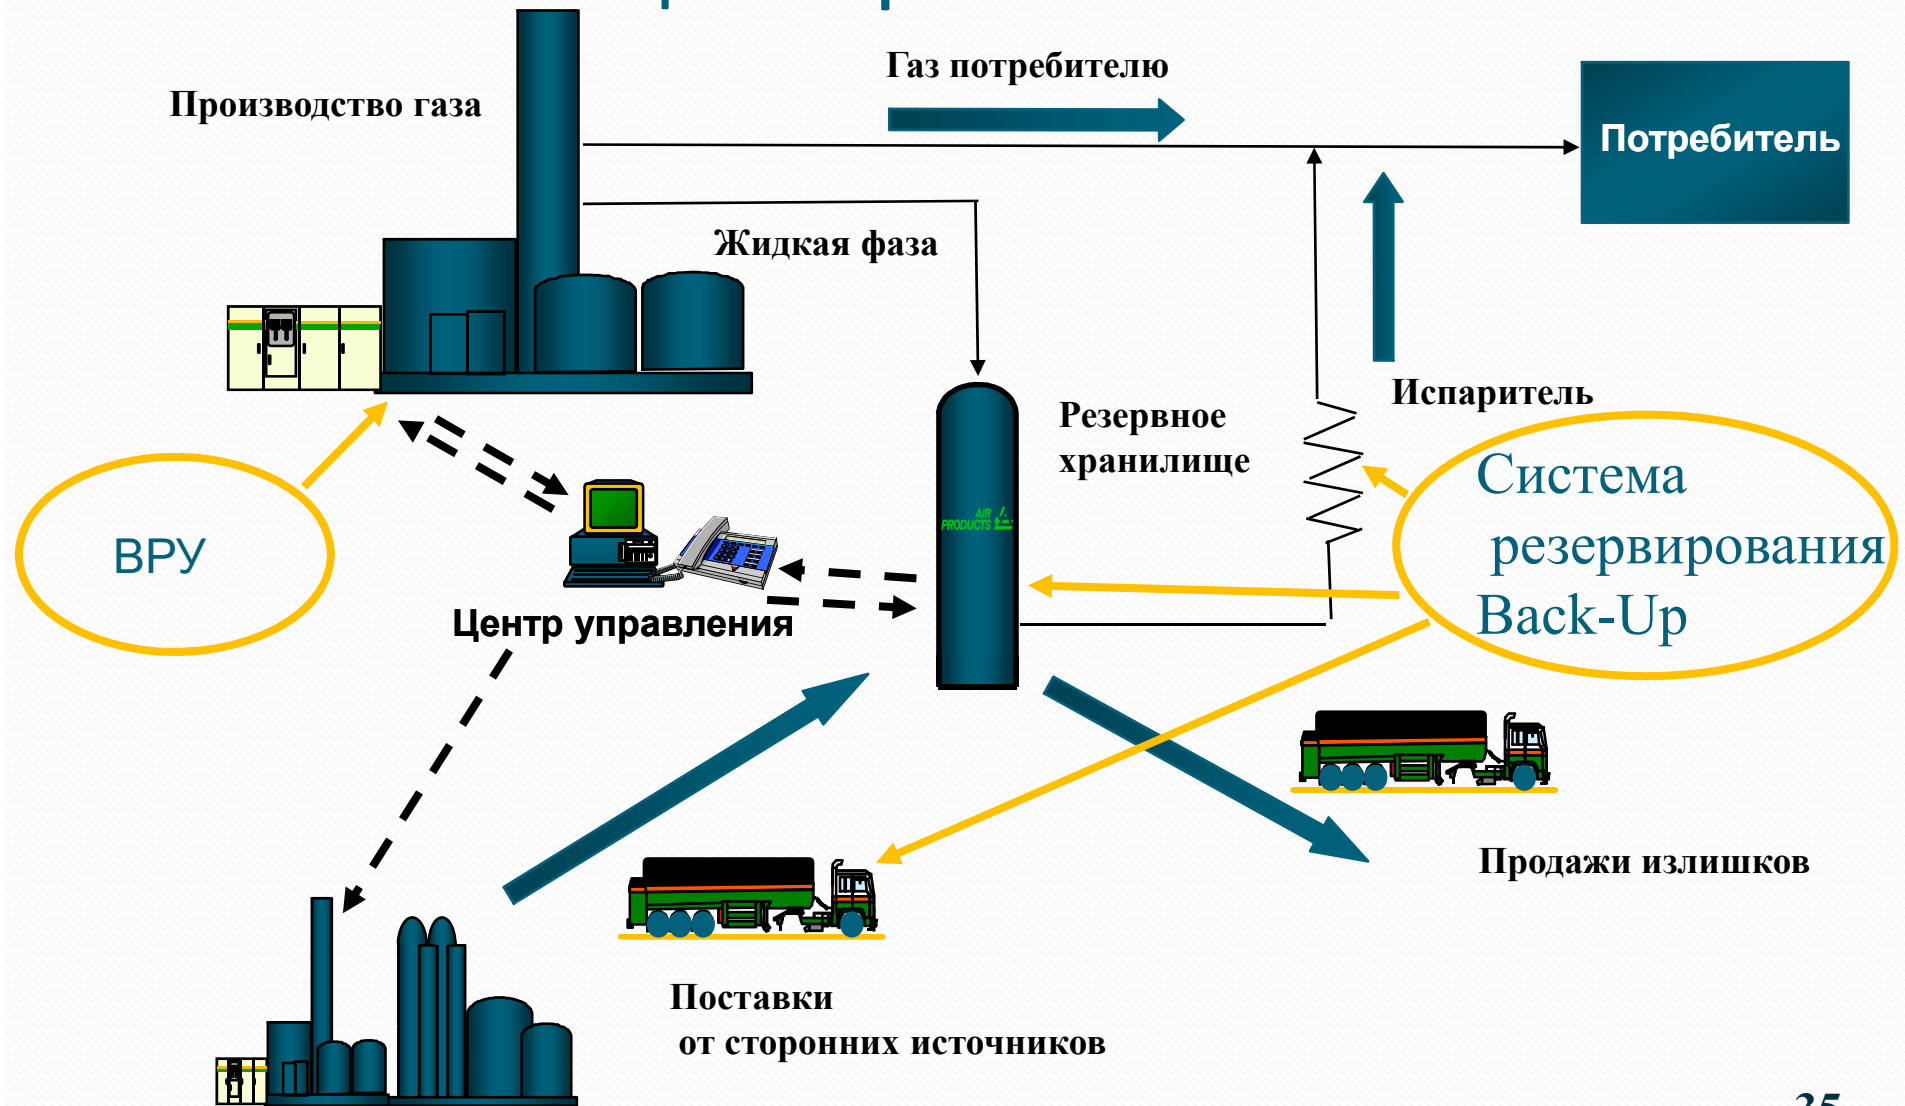 Газ потребителю
Производство газа
Потребитель
Жидкая фаза
Испаритель
Резервное
хранилище
Система
резервирования
Back-Up
AIR
PRODUCTS
ВРУ
Центр управления
Продажи излишков
Поставки
от сторонних источников